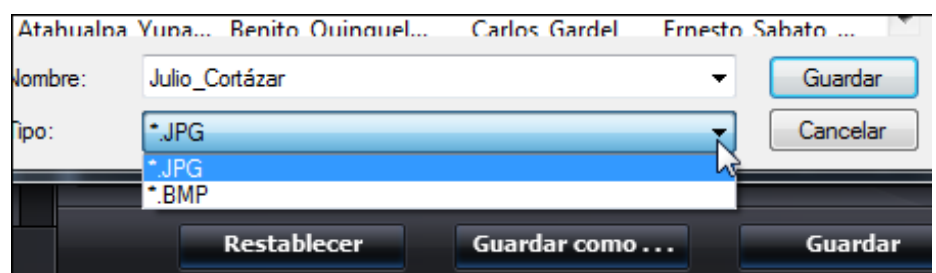 Atahualpa Yupa... Benito Quinquel... Carlos Gardel Ernesto Sabato ...
Nombre: Julio_Cortázar Guardar
Tipo: *.JPG Cancelar
*.JPG
*.BMP
Restablecer Guardar como ... Guardar